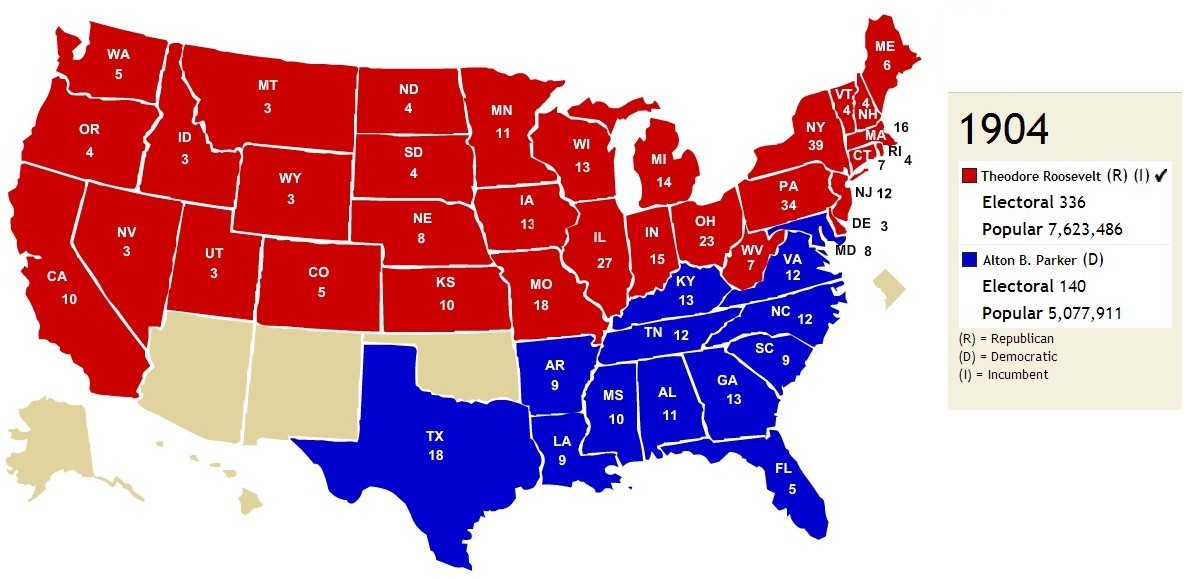 WA
5
OR
4
CA
10
ID
3
NV
3
MT
3
WY
3
UT
3
CO
5
ND
4
SD
4
NE
8
KS
10
MN
11
IA
13
MO
18
WI
13
IL
27
MI
14
IN
15
OH
23
KY
13
TN 12
AR
9
LA
9
TX
18
MS
10
AL
11
GA
13
FL
5
SC 9
NC 12
VA
12
WV
7
PA
34
NY
39
VT
4
4
NH
ME
6
MA 16
RI 4
CT 7
NJ 12
DE 3
MD 8
1904
Theodore Roosevelt (R) (I) ✔
Electoral 336
Popular 7,623,486
Alton B. Parker (D)
Electoral 140
Popular 5,077,911
(R) = Republican
(D) = Democratic
(I) = Incumbent